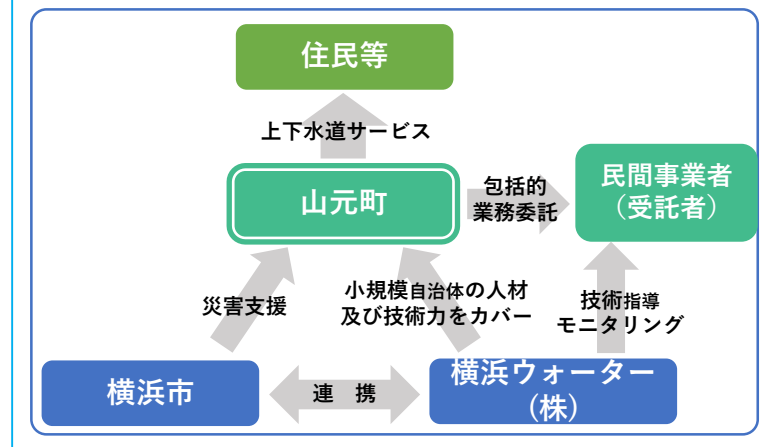 住民等
上下水道サービス
山元町
包括的
業務委託
民間事業者
（受託者）
災害支援
小規模自治体の人材
及び技術力をカバー
技術指導
モニタリング
横浜市
連　携
横浜ウォーター
(株)